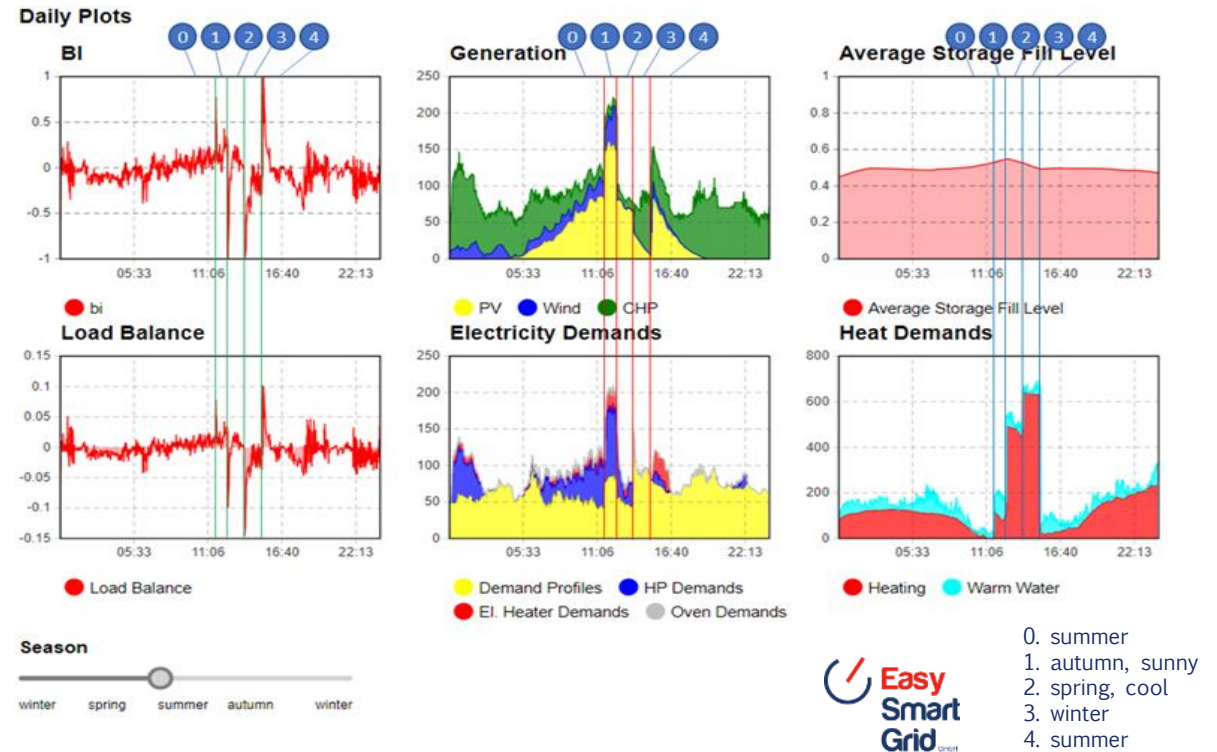 Daily Plots
0 1 2 3 4
BI
1
0.5
0
-0.5
-1
05:33 11:06 16:40 22:13
bi
0 1 2 3 4
Generation
250
200
150
100
50
0
05:33 11:06 16:40 22:13
PV Wind CHP
0 1 2 3 4
Average Storage Fill Level
1
0.8
0.6
0.4
0.2
0
05:33 11:06 16:40 22:13
Average Storage Fill Level
Load Balance
0.15
0.1
0.05
0
-0.05
-0.1
-0.15
05:33 11:06 16:40 22:13
Load Balance
Electricity Demands
250
200
150
100
50
0
05:33 11:06 16:40 22:13
Demand Profiles HP Demands
El. Heater Demands Oven Demands
Heat Demands
800
600
400
200
0
05:33 11:06 16:40 22:13
Heating Warm Water
Season
winter spring summer autumn winter
Easy
Smart
Grid GmbH
0. summer
1. autumn, sunny
2. spring, cool
3. winter
4. summer